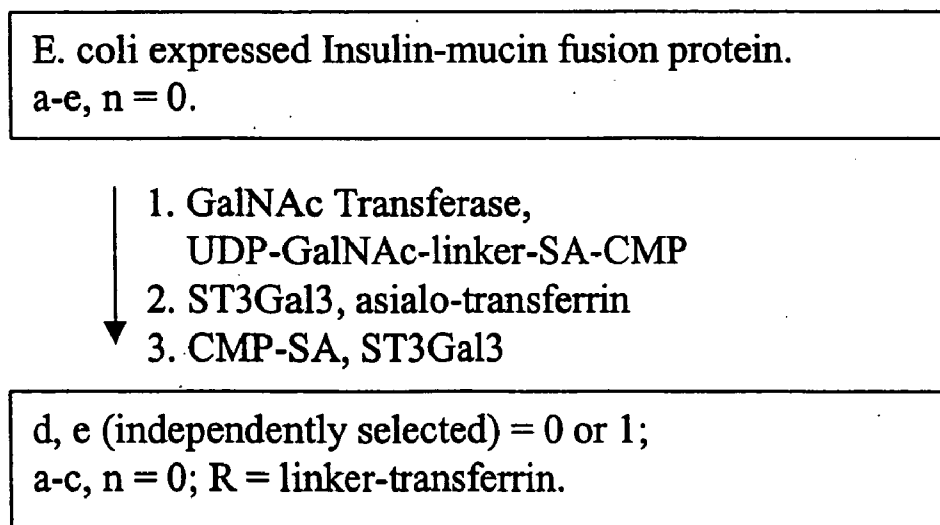 E. coli expressed Insulin-mucin fusion protein.
a-e, n = 0.
1. GalNAc Transferase,
UDP-GalNAc-linker-SA-CMP
2. ST3Gal3, asialo-transferrin
3. CMP-SA, ST3Gal3
d, e (independently selected) = 0 or 1;
a-c, n = 0; R = linker-transferrin.